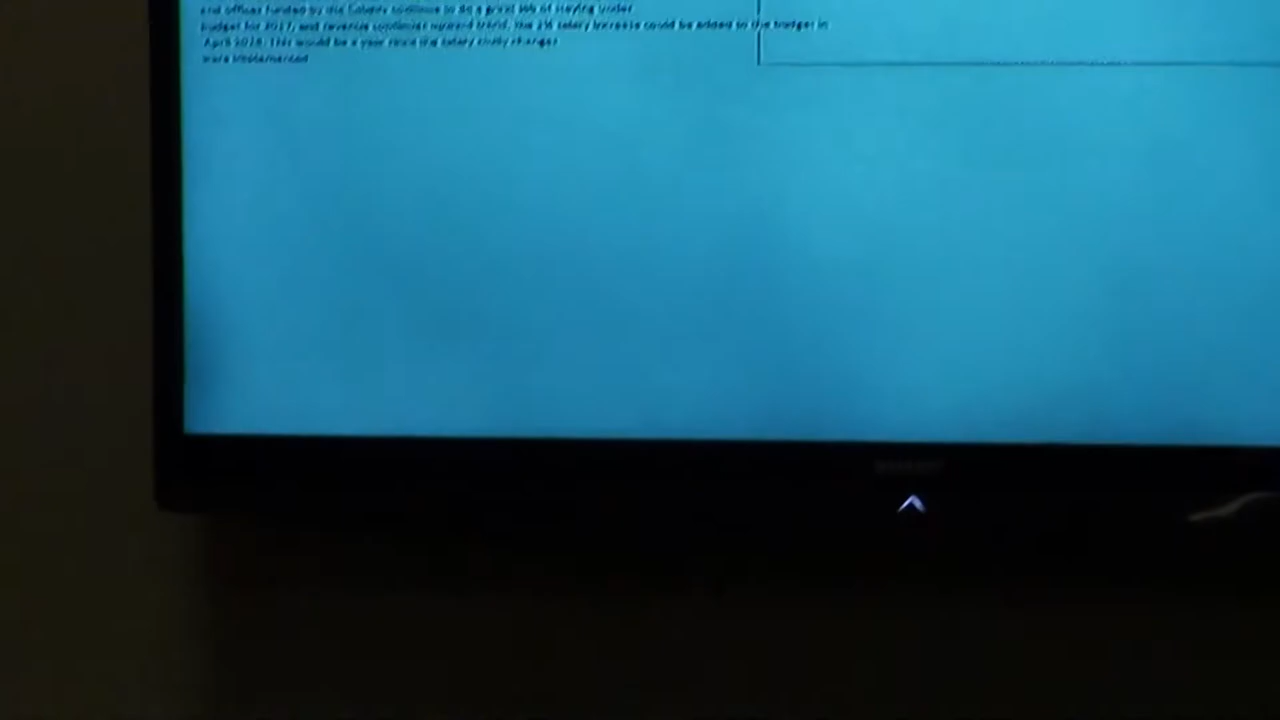 and offices funded by the County continue to do a great job of staying under
budget for 2017, and revenue continues upward trend, the 2% salary increase could be added to the budget in
April 2018. This would be a year since the salary study changes
were implemented